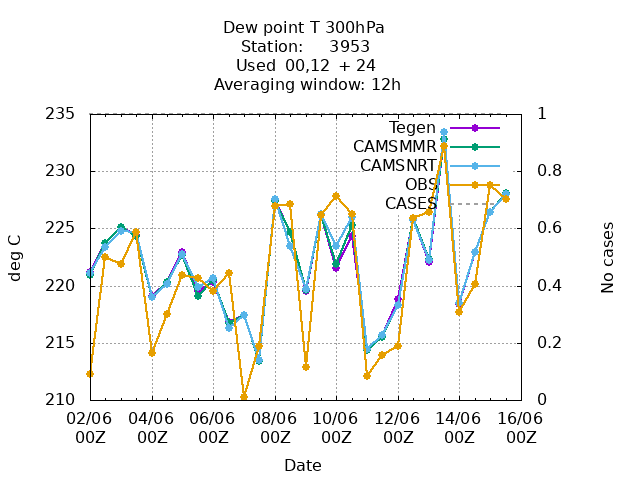 Dew point T 300hPa
Station: 3953
Used 00,12 + 24
Averaging window: 12h
235 1
Tegen
CAMSMMR
CAMSNRT
230 0.8
OBS
CASES
225 0.6
deg C
No cases
220 0.4
215 0.2
210 0
02/06 04/06 06/06 08/06 10/06 12/06 14/06 16/06
00Z 00Z 00Z 00Z 00Z 00Z 00Z 00Z
Date